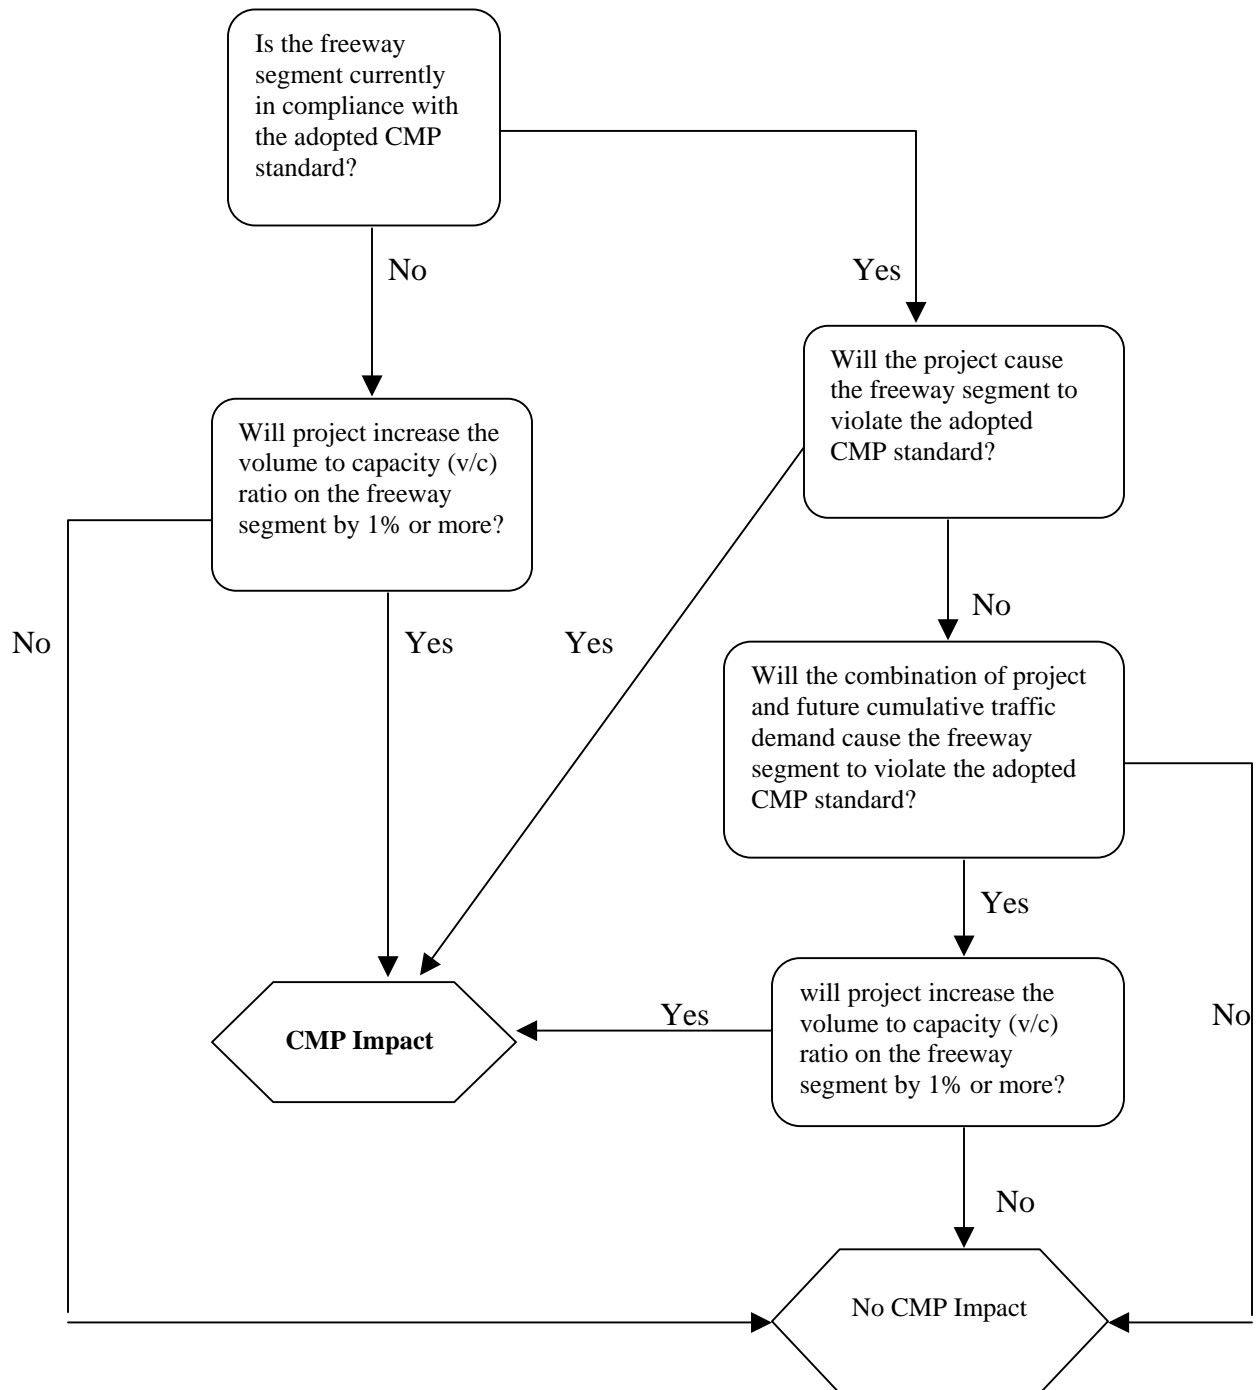 Is the freeway
segment currently
in compliance with
the adopted CMP
standard?
No
Yes
Will the project cause
the freeway segment to
violate the adopted
CMP standard?
Will project increase the
volume to capacity (v/c)
ratio on the freeway
segment by 1% or more?
No
Yes
Yes
No
Will the combination of project
and future cumulative traffic
demand cause the freeway
segment to violate the adopted
CMP standard?
Yes
will project increase the
volume to capacity (v/c)
ratio on the freeway
segment by 1% or more?
Yes
No
CMP Impact
No
No CMP Impact